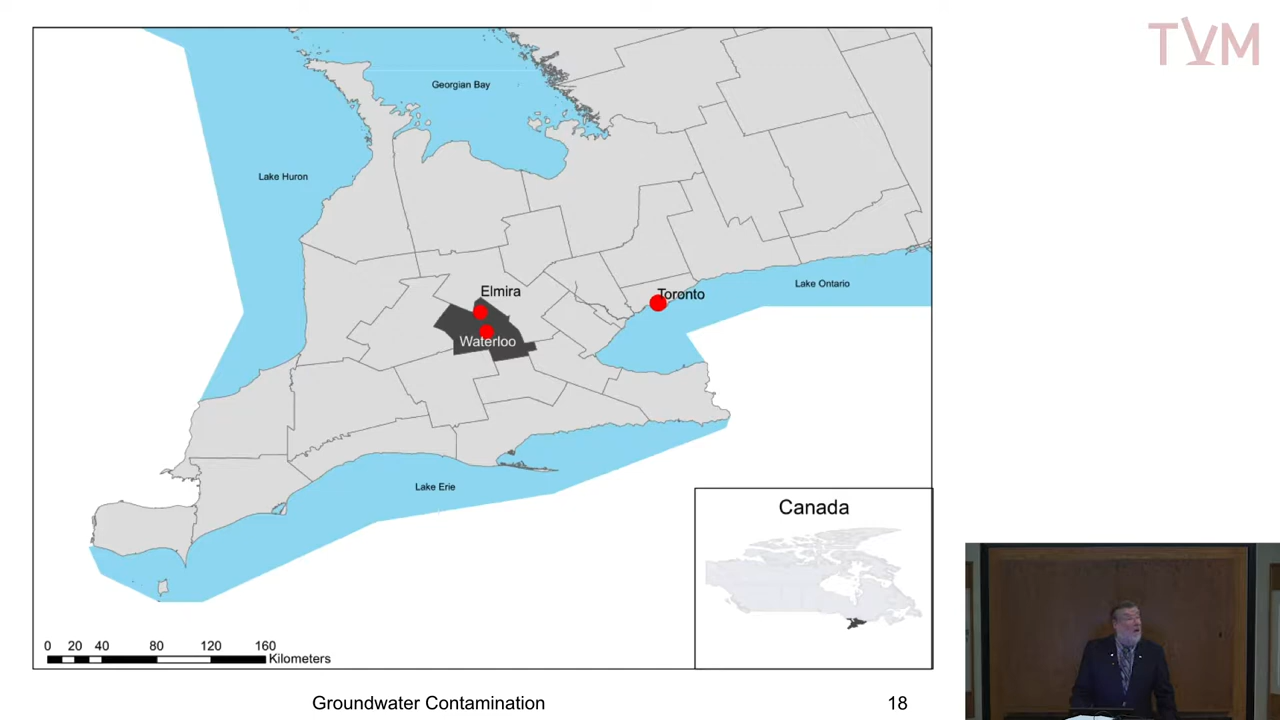 TVM
Georgian Bay
Lake Huron
Elmira
Toronto
Lake Ontario
Waterloo
Lake Erie
Canada
0 20 40 80 120 160
Kilometers
Groundwater Contamination 18